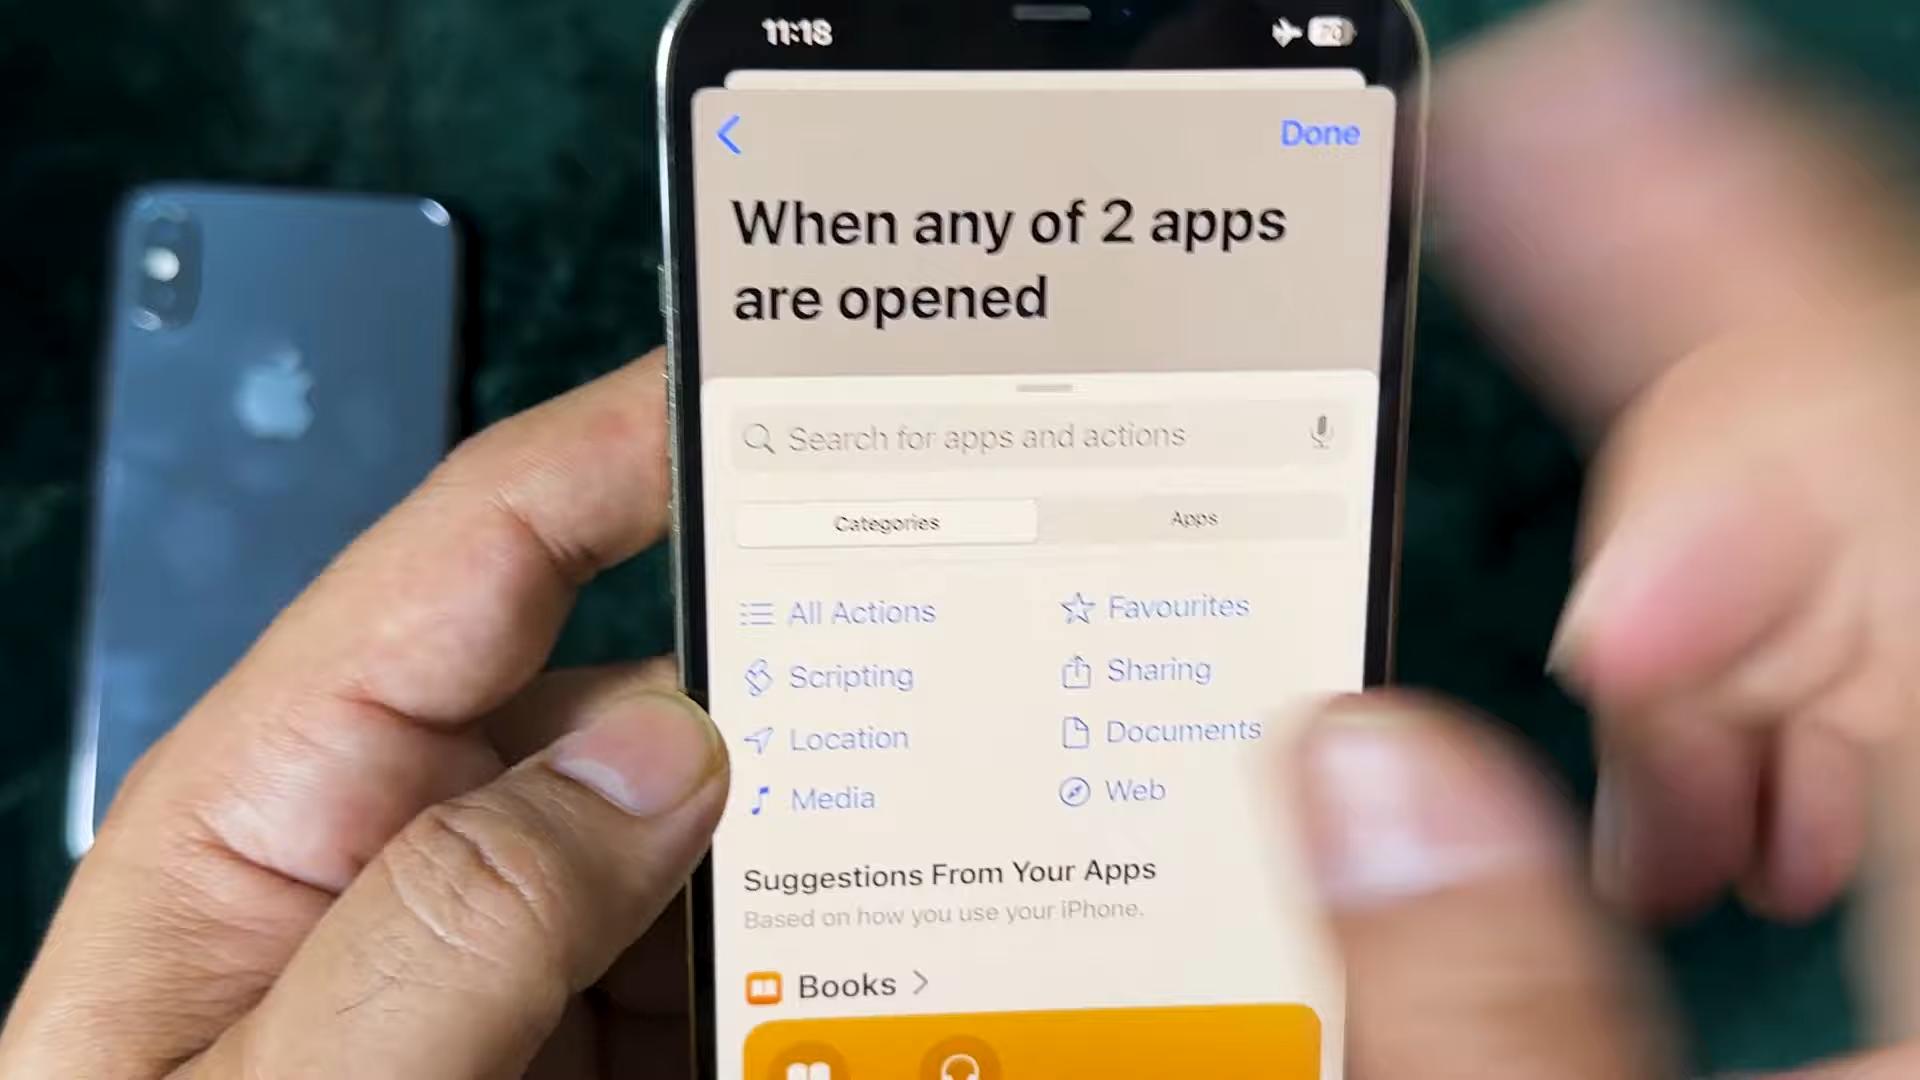 11:18
Done
When any of 2 apps
are opened
Search for apps and actions
Categories
Apps
All Actions
Favourites
Scripting
Sharing
Location
Documents
Media
Web
Suggestions From Your Apps
Based on how you use your iPhone.
Books